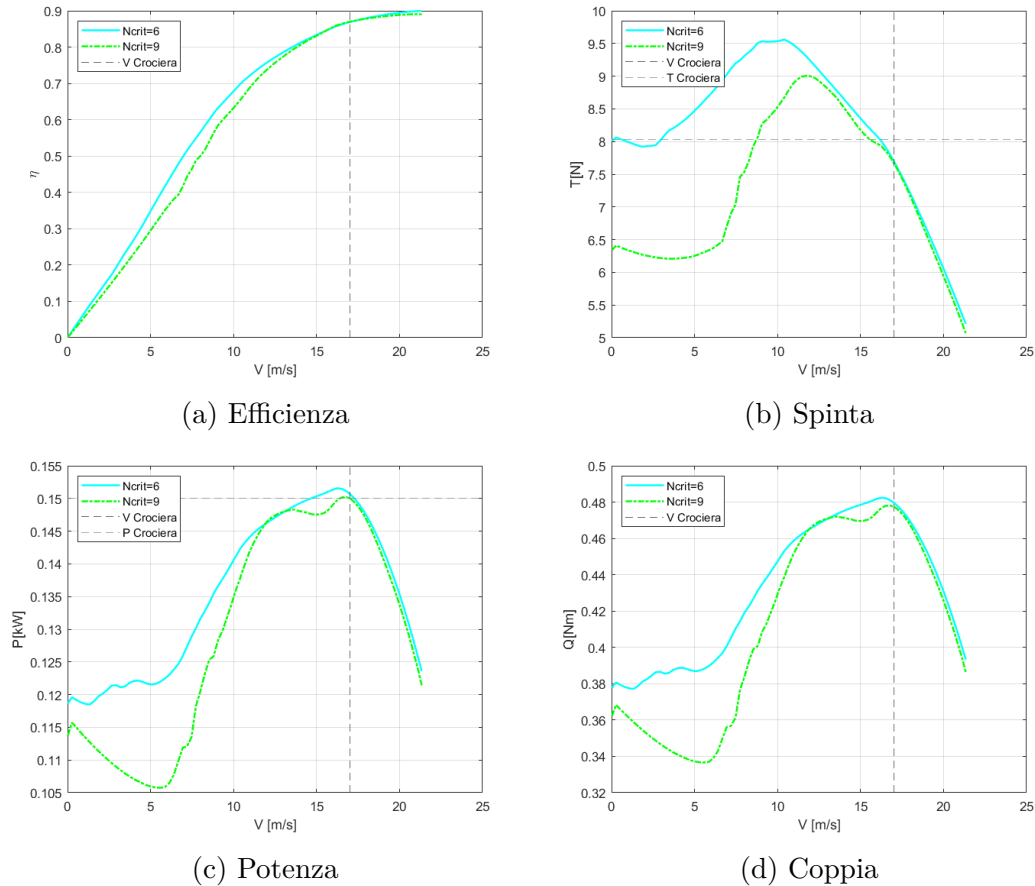 0.9
0.8
0.7
0.6
0.5
0.4
0.3
0.2
0.1
0
η
0 5 10 15 20 25
V [m/s]
Ncrit=6
Ncrit=9
V Crociera
(a) Efficienza
10
9.5
9
8.5
8
7.5
7
6.5
6
5.5
5
T[N]
0 5 10 15 20 25
V [m/s]
Ncrit=6
Ncrit=9
V Crociera
T Crociera
(b) Spinta
0.155
0.15
0.145
0.14
0.135
0.13
0.125
0.12
0.115
0.11
0.105
P[kW]
0 5 10 15 20 25
V [m/s]
Ncrit=6
Ncrit=9
V Crociera
P Crociera
(c) Potenza
0.5
0.48
0.46
0.44
0.42
0.4
0.38
0.36
0.34
0.32
Q[Nm]
0 5 10 15 20 25
V [m/s]
Ncrit=6
Ncrit=9
V Crociera
(d) Coppia